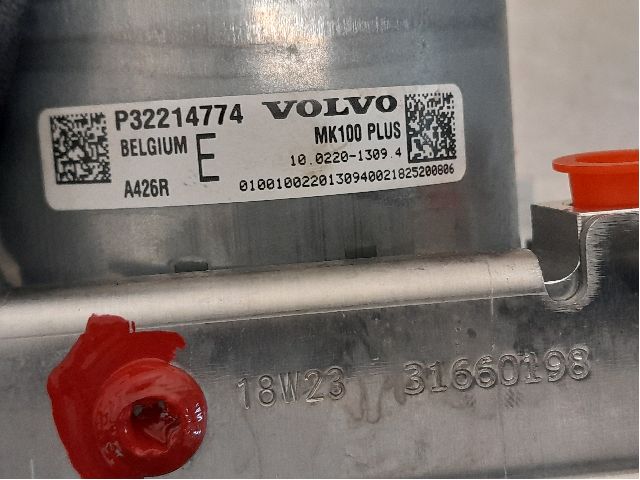 P32214774 VOLVO
BELGIUM E MK100 PLUS
10.0220-1309.4
A426R 0100100220130940021825200806
18W23 31660198